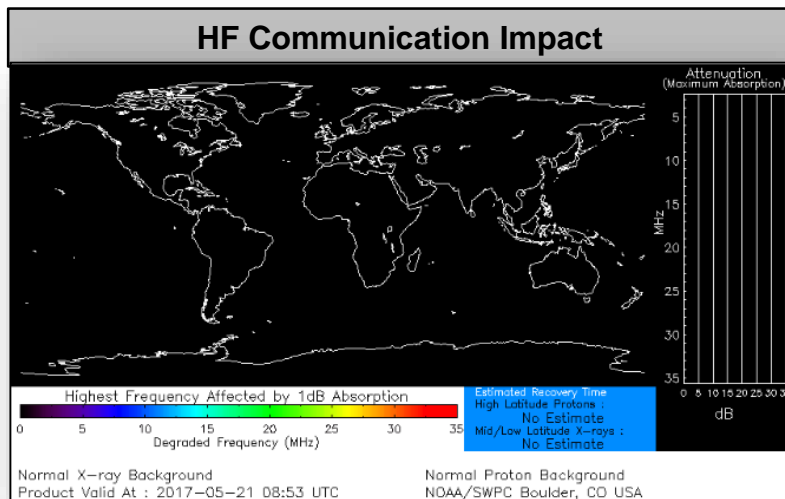 HF Communication Impact
Attenuation
(Maximum Absorption)
5
10
15
20
25
30
35
MHz
0 5 10 15 20 25 30
dB
Highest Frequency Affected by 1dB Absorption
0 5 10 15 20 25 30 35
Degraded Frequency (MHz)
Estimated Recovery Time
High Latitude Protons :
No Estimate
Mid/Low Latitude X-rays :
No Estimate
Normal X-ray Background
Product Valid At : 2017-05-21 08:53 UTC
Normal Proton Background
NOAA/SWPC Boulder, CO USA